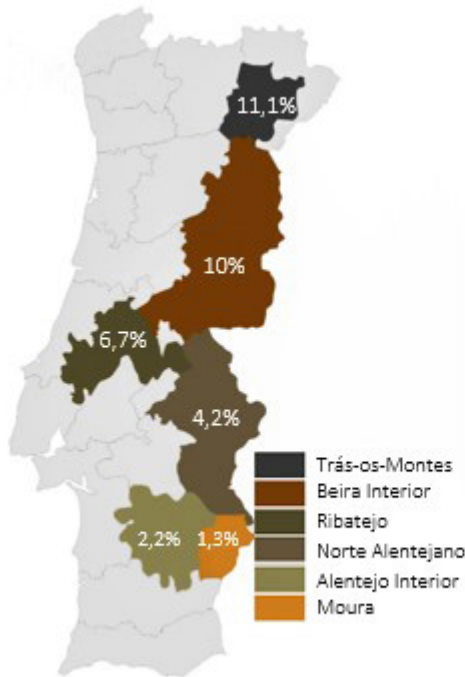 11,1%
10%
6,7%
4,2%
2,2%
1,3%
Trás-os-Montes
Beira Interior
Ribatejo
Norte Alentejano
Alentejo Interior
Moura